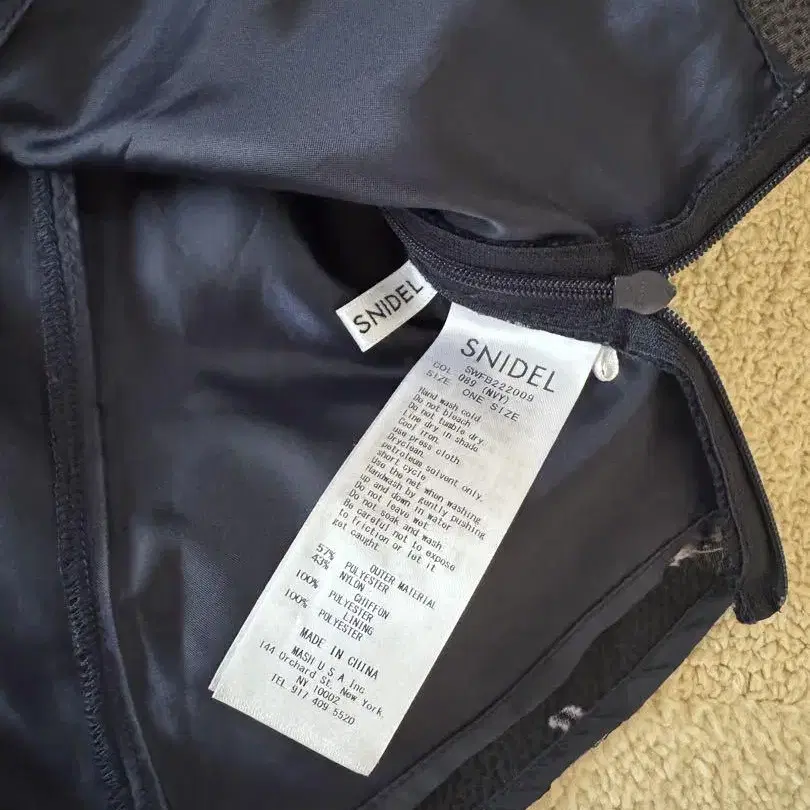 SNIDEL
SNIDEL
SWFB222009
COL 089 (NVY)
SIZE ONE SIZE
Hand wash cold
Do not bleach
Do not tumble dry.
Line dry in shade
Cool iron.
use press cloth
Dryclean.
petroleum solvent only.
short cycle.
Use the net when washing
Handwash by gently pushing
up and down in water
Do not leave wet.
Do not soak and wash.
Be careful not to expose
to friction or let it
get caught.
OUTER MATERIAL
57% POLYESTER
43% NYLON
CHIFFON
100% POLYESTER
LINING
100% POLYESTER
MADE IN CHINA
MASH U S A Inc.
144 Orchard St. New York.
NY 10002
TEL 917 409 5520